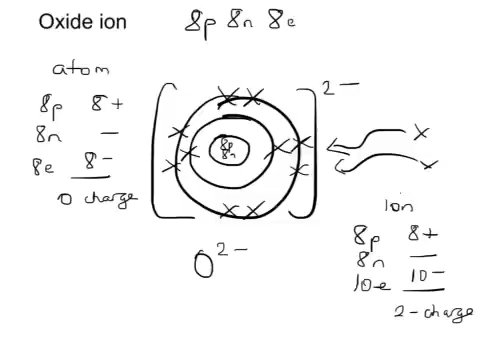 Oxide ion 8p 8n 8e
atom
8p 8+
8n —
8e 8-
0 charge
2-
8p
8n
O2-
ion
8p 8+
8n —
10e 10-
2- charge